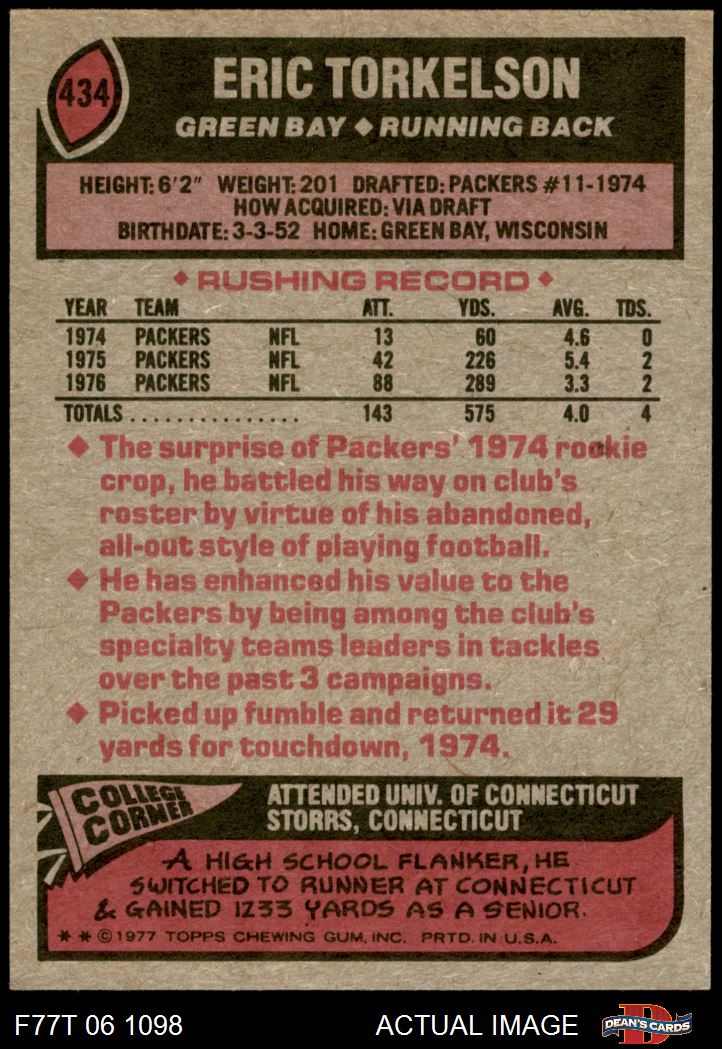 434
ERIC TORKELSON
GREEN BAY ◆ RUNNING BACK
HEIGHT: 6'2" WEIGHT: 201 DRAFTED: PACKERS #11-1974
HOW ACQUIRED: VIA DRAFT
BIRTHDATE: 3-3-52 HOME: GREEN BAY, WISCONSIN
◆ RUSHING RECORD ◆
YEAR TEAM ATT. YDS. AVG. TDS.
1974 PACKERS NFL 13 60 4.6 0
1975 PACKERS NFL 42 226 5.4 2
1976 PACKERS NFL 88 289 3.3 2
TOTALS ............... 143 575 4.0 4
◆ The surprise of Packers' 1974 rookie
crop, he battled his way on club's
roster by virtue of his abandoned,
all-out style of playing football.
◆ He has enhanced his value to the
Packers by being among the club's
specialty teams leaders in tackles
over the past 3 campaigns.
◆ Picked up fumble and returned it 29
yards for touchdown, 1974.
COLLEGE
CORNER
ATTENDED UNIV. OF CONNECTICUT
STORRS, CONNECTICUT
A HIGH SCHOOL FLANKER, HE
SWITCHED TO RUNNER AT CONNECTICUT
& GAINED 1233 YARDS AS A SENIOR.
* * © 1977 TOPPS CHEWING GUM, INC. PRTD. IN U.S.A.
F77T 06 1098 ACTUAL IMAGE
DEAN'S CARDS